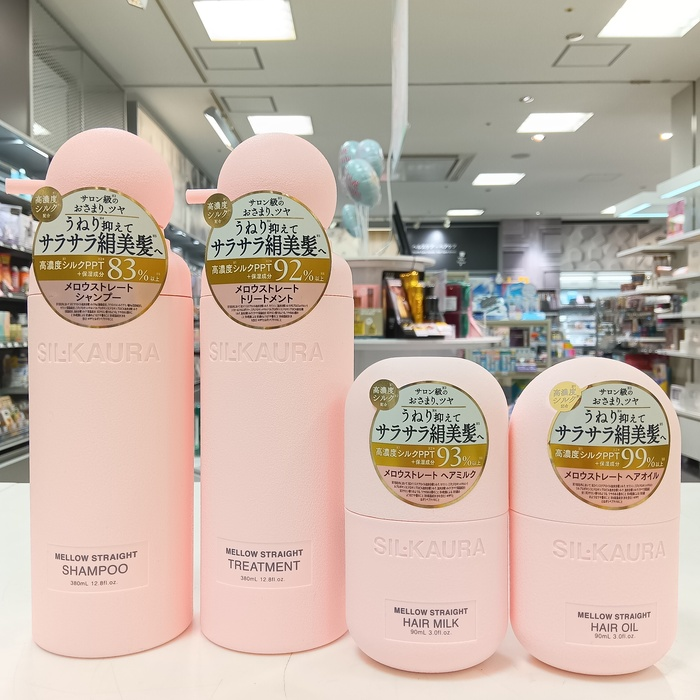 高濃度
シルク
配合
サロン級の
おさまり、ツヤ
うねり抑えて
サラサラ絹美髪へ
高濃度シルクPPT
+保湿成分
83%以上
メロウストレート
シャンプー
SILKAURA
MELLOW STRAIGHT
SHAMPOO
380mL 12.8fl.oz.
高濃度
シルク
配合
サロン級の
おさまり、ツヤ
うねり抑えて
サラサラ絹美髪へ
高濃度シルクPPT
+保湿成分
92%以上
メロウストレート
トリートメント
SILKAURA
MELLOW STRAIGHT
TREATMENT
380mL 12.8fl.oz.
高濃度
シルク
配合
サロン級の
おさまり、ツヤ
うねり抑えて
サラサラ絹美髪へ
高濃度シルクPPT
+保湿成分
93%以上
メロウストレート ヘアミルク
SILKAURA
MELLOW STRAIGHT
HAIR MILK
90mL 3.0fl.oz.
高濃度
シルク
配合
サロン級の
おさまり、ツヤ
うねり抑えて
サラサラ絹美髪へ
高濃度シルクPPT
+保湿成分
99%以上
メロウストレート ヘアオイル
SILKAURA
MELLOW STRAIGHT
HAIR OIL
90mL 3.0fl.oz.